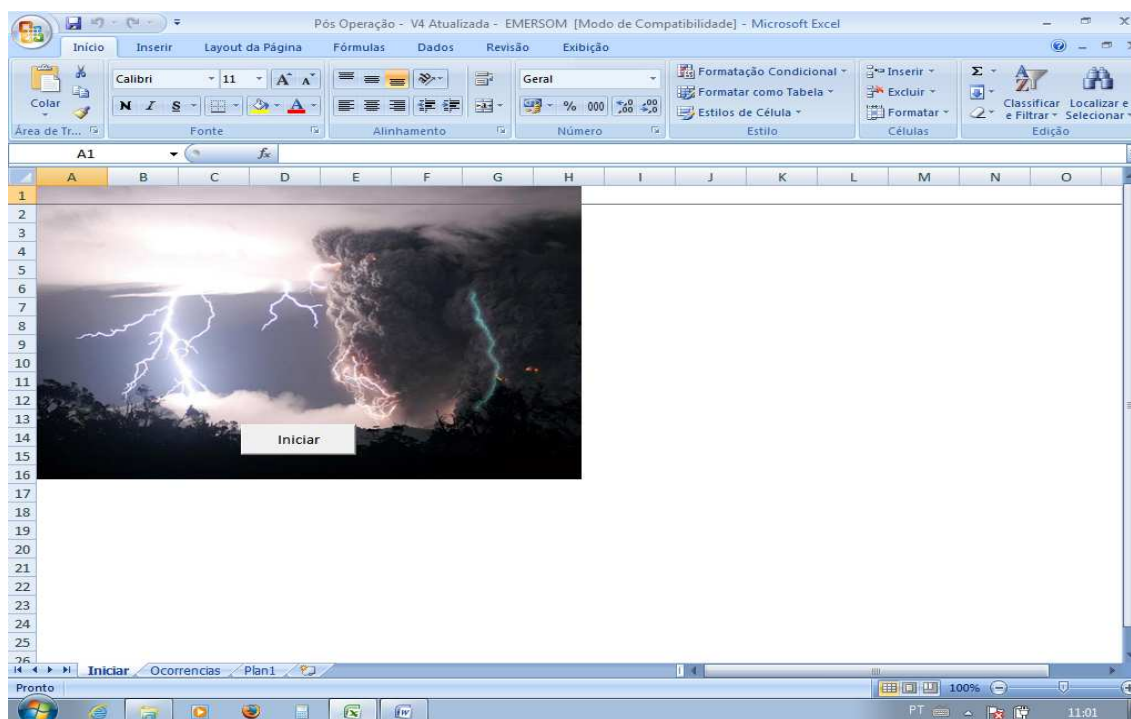 Pós Operação - V4 Atualizada - EMERSOM [Modo de Compatibilidade] - Microsoft Excel
Início Inserir Layout da Página Fórmulas Dados Revisão Exibição
Colar
Calibri 11 A A
Geral
Formatação Condicional
Formatar como Tabela
Estilos de Célula
Inserir
Excluir
Formatar
Σ
Classificar e Filtrar
Localizar e Selecionar
N I S A
% 000 ,00 ,00
Área de Tr... Fonte Alinhamento Número Estilo Células Edição
A1 fx
A B C D E F G H I J K L M N O
1
2
3
4
5
6
7
8
9
10
11
12
13
14
15
16
17
18
19
20
21
22
23
24
25
26
Iniciar
Iniciar Ocorrencias Plan1
Pronto 100%
PT 11:01